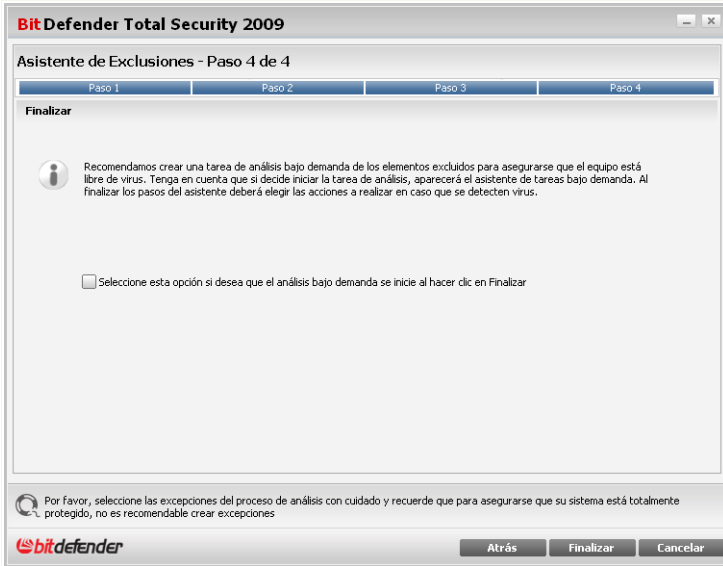 BitDefender Total Security 2009
Asistente de Exclusiones - Paso 4 de 4
Paso 1 Paso 2 Paso 3 Paso 4
Finalizar
Recomendamos crear una tarea de análisis bajo demanda de los elementos excluidos para asegurarse que el equipo está
libre de virus. Tenga en cuenta que si decide iniciar la tarea de análisis, aparecerá el asistente de tareas bajo demanda. Al
finalizar los pasos del asistente deberá elegir las acciones a realizar en caso que se detecten virus.
Seleccione esta opción si desea que el análisis bajo demanda se inicie al hacer clic en Finalizar
Por favor, seleccione las excepciones del proceso de análisis con cuidado y recuerde que para asegurarse que su sistema está totalmente
protegido, no es recomendable crear excepciones
bitdefender Atrás Finalizar Cancelar